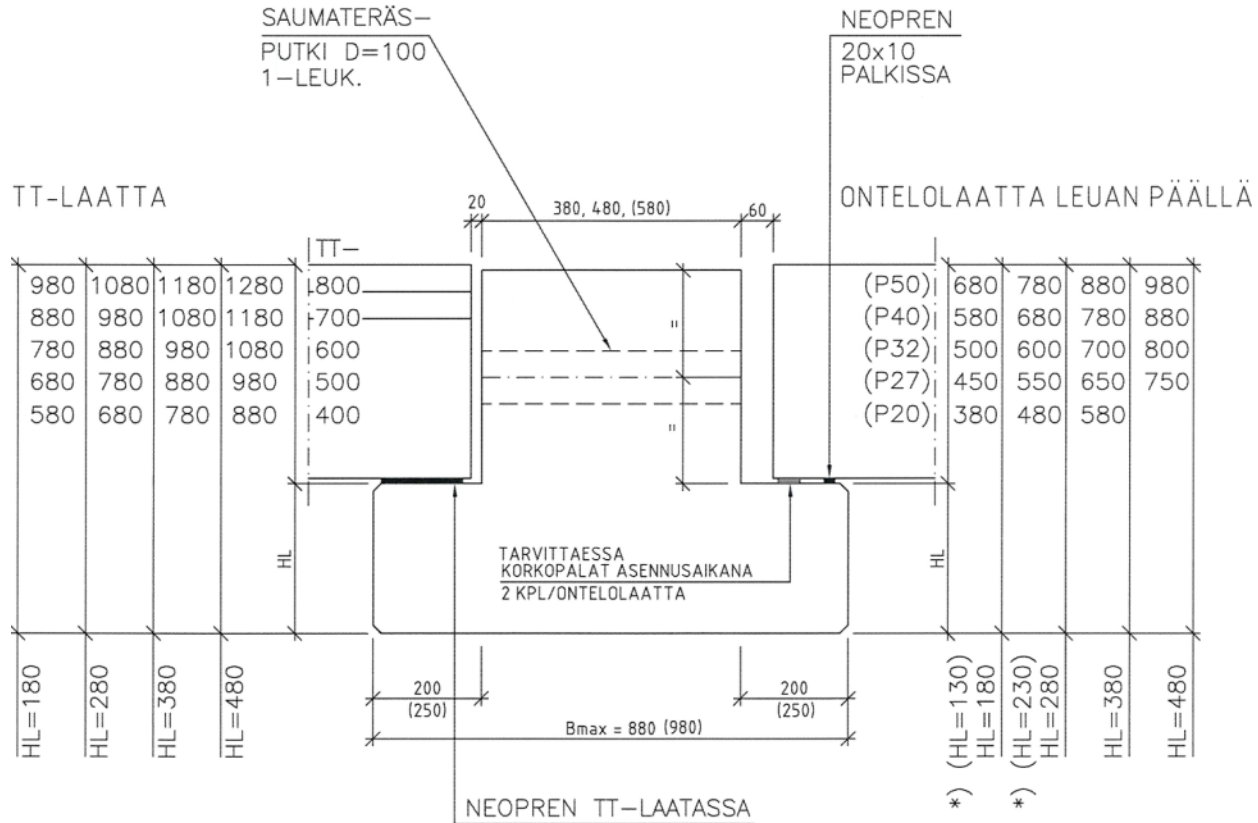 SAUMATERÄS-
PUTKI D=100
1-LEUK.
NEOPREN
20x10
PALKISSA
TT-LAATTA
20
380, 480, (580)
60
ONTELOLAATTA LEUAN PÄÄLLÄ
TT-
980 1080 1180 1280 800
880 980 1080 1180 700
780 880 980 1080 600
680 780 880 980 500
580 680 780 880 400
(P50) 680 780 880 980
(P40) 580 680 780 880
(P32) 500 600 700 800
(P27) 450 550 650 750
(P20) 380 480 580
"
"
HL
TARVITTAESSA
KORKOPALAT ASENNUSAIKANA
2 KPL/ONTELOLAATTA
HL
HL=180
HL=280
HL=380
HL=480
200
(250)
200
(250)
Bmax = 880 (980)
*) (HL=130)
HL=180
*) (HL=230)
HL=280
HL=380
HL=480
NEOPREN TT-LAATASSA